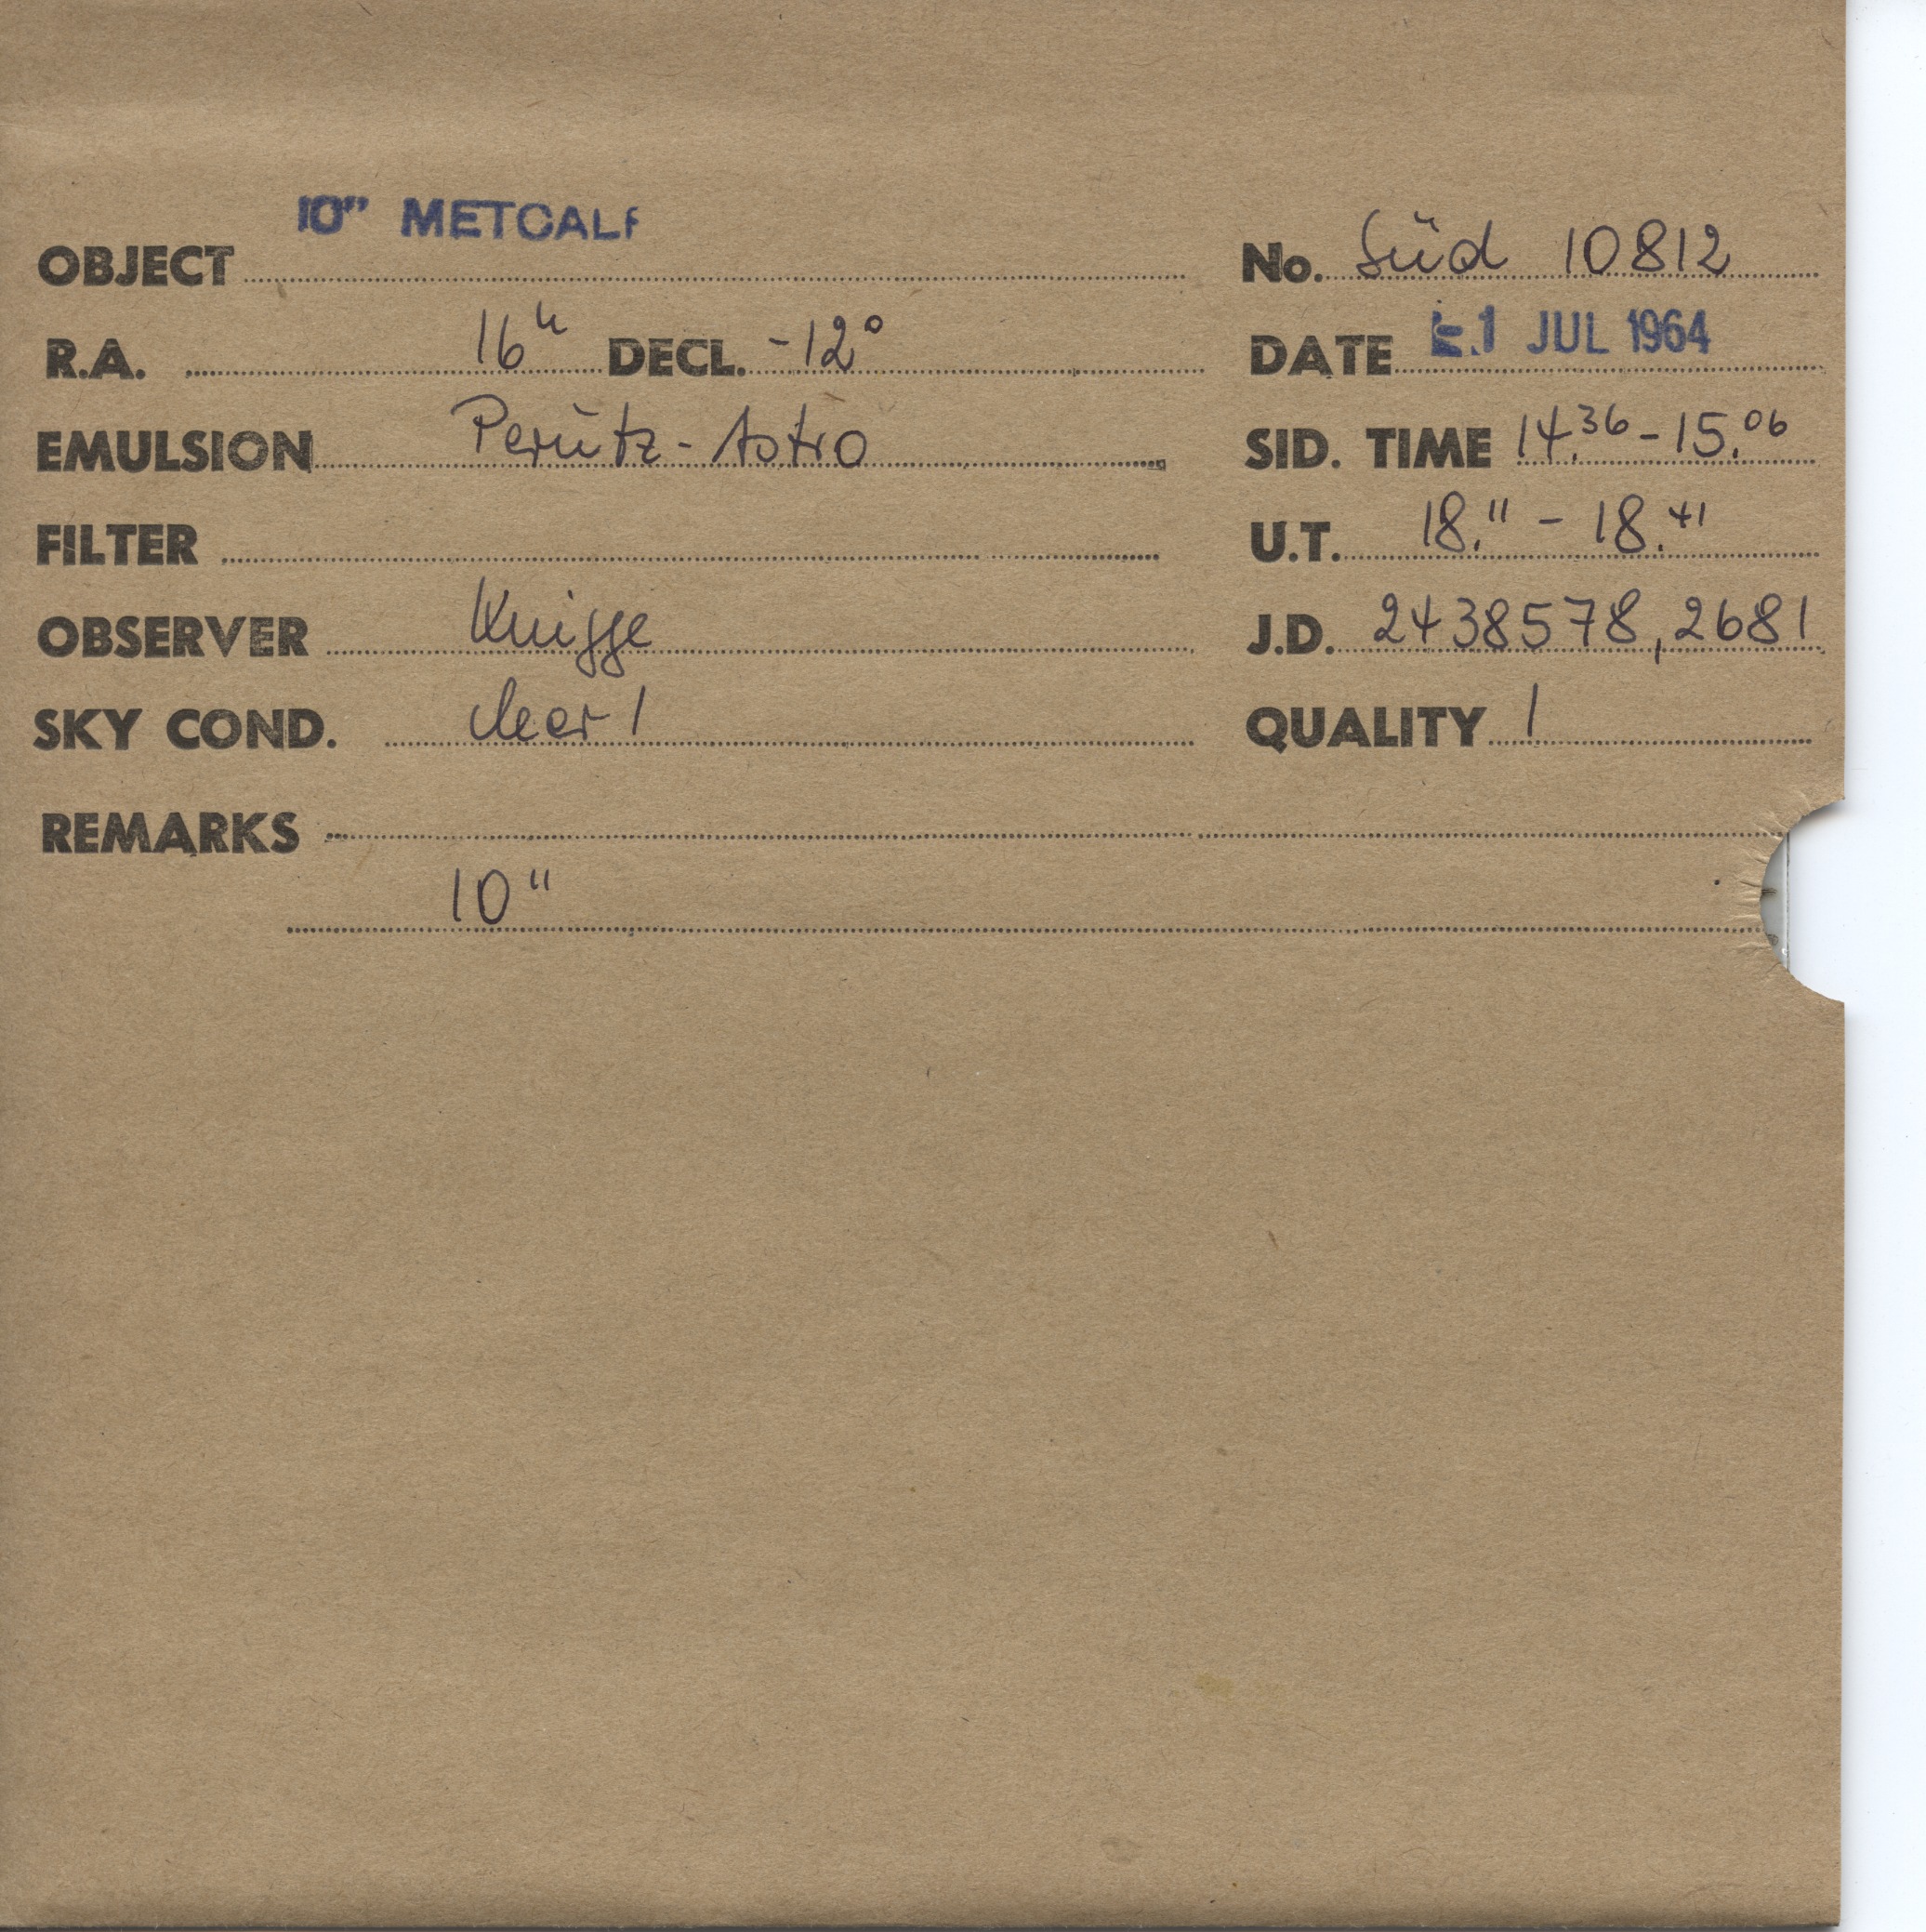 10" METCALF
OBJECT No. Süd 10812
R.A. 16h DECL. -12° DATE 1 JUL 1964
EMULSION Perutz-Astro SID. TIME 14.36-15.06
FILTER U.T. 18.11 - 18.41
OBSERVER Knigge J.D. 2438578,2681
SKY COND. clear 1 QUALITY 1
REMARKS
10"